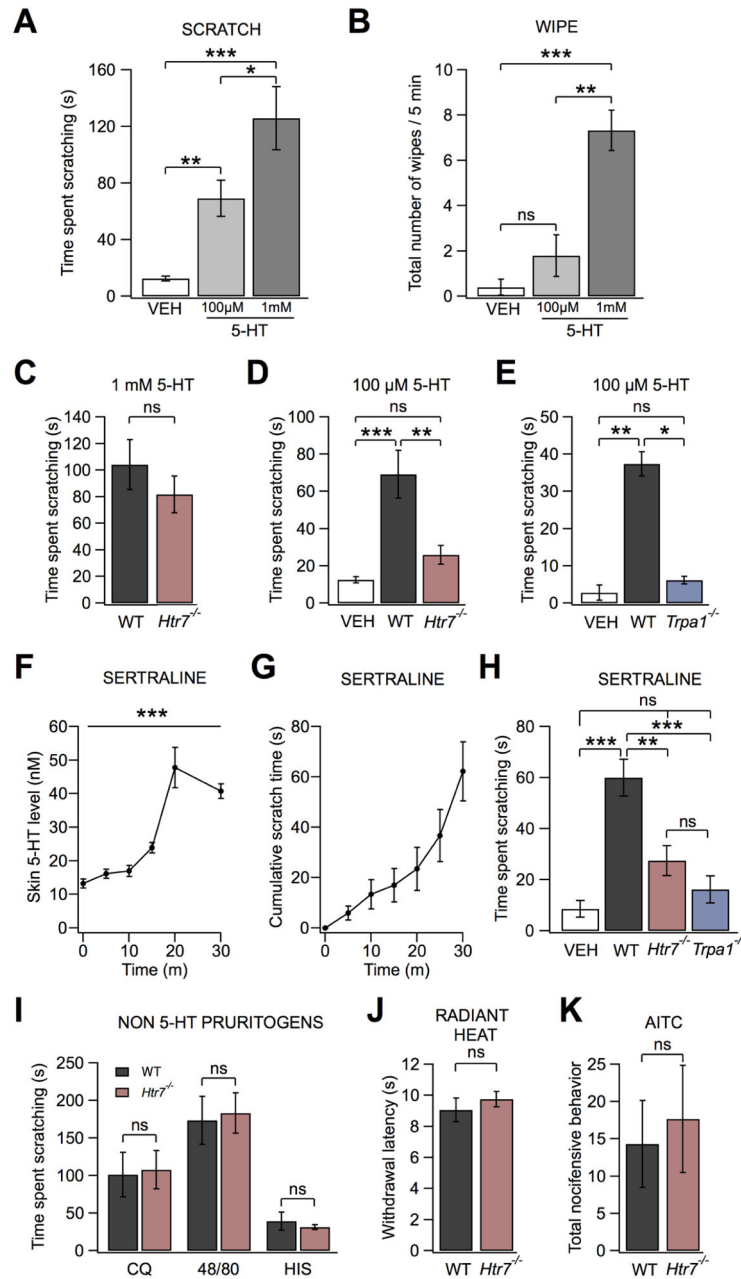 A
SCRATCH
***
*
**
Time spent scratching (s)
160
120
80
40
0
VEH
100µM
1mM
5-HT
B
WIPE
***
**
ns
Total number of wipes / 5 min
10
8
6
4
2
0
VEH
100µM
1mM
5-HT
C
1 mM 5-HT
ns
Time spent scratching (s)
140
120
100
80
60
40
20
0
WT
Htr7-/-
D
100 µM 5-HT
ns
*** **
Time spent scratching (s)
100
80
60
40
20
0
VEH
WT
Htr7-/-
E
100 µM 5-HT
ns
** *
Time spent scratching (s)
50
40
30
20
10
0
VEH
WT
Trpa1-/-
F
SERTRALINE
***
Skin 5-HT level (nM)
60
50
40
30
20
10
0
0 10 20 30
Time (m)
G
SERTRALINE
Cumulative scratch time (s)
80
60
40
20
0
0 10 20 30
Time (m)
H
SERTRALINE
ns
***
*** **
ns
Time spent scratching (s)
80
60
40
20
0
VEH
WT
Htr7-/-
Trpa1-/-
I
NON 5-HT PRURITOGENS
WT
Htr7-/-
ns
ns
ns
Time spent scratching (s)
250
200
150
100
50
0
CQ
48/80
HIS
J
RADIANT
HEAT
ns
Withdrawal latency (s)
12
10
8
6
4
2
0
WT
Htr7-/-
K
AITC
ns
Total nocifensive behavior
25
20
15
10
5
0
WT
Htr7-/-